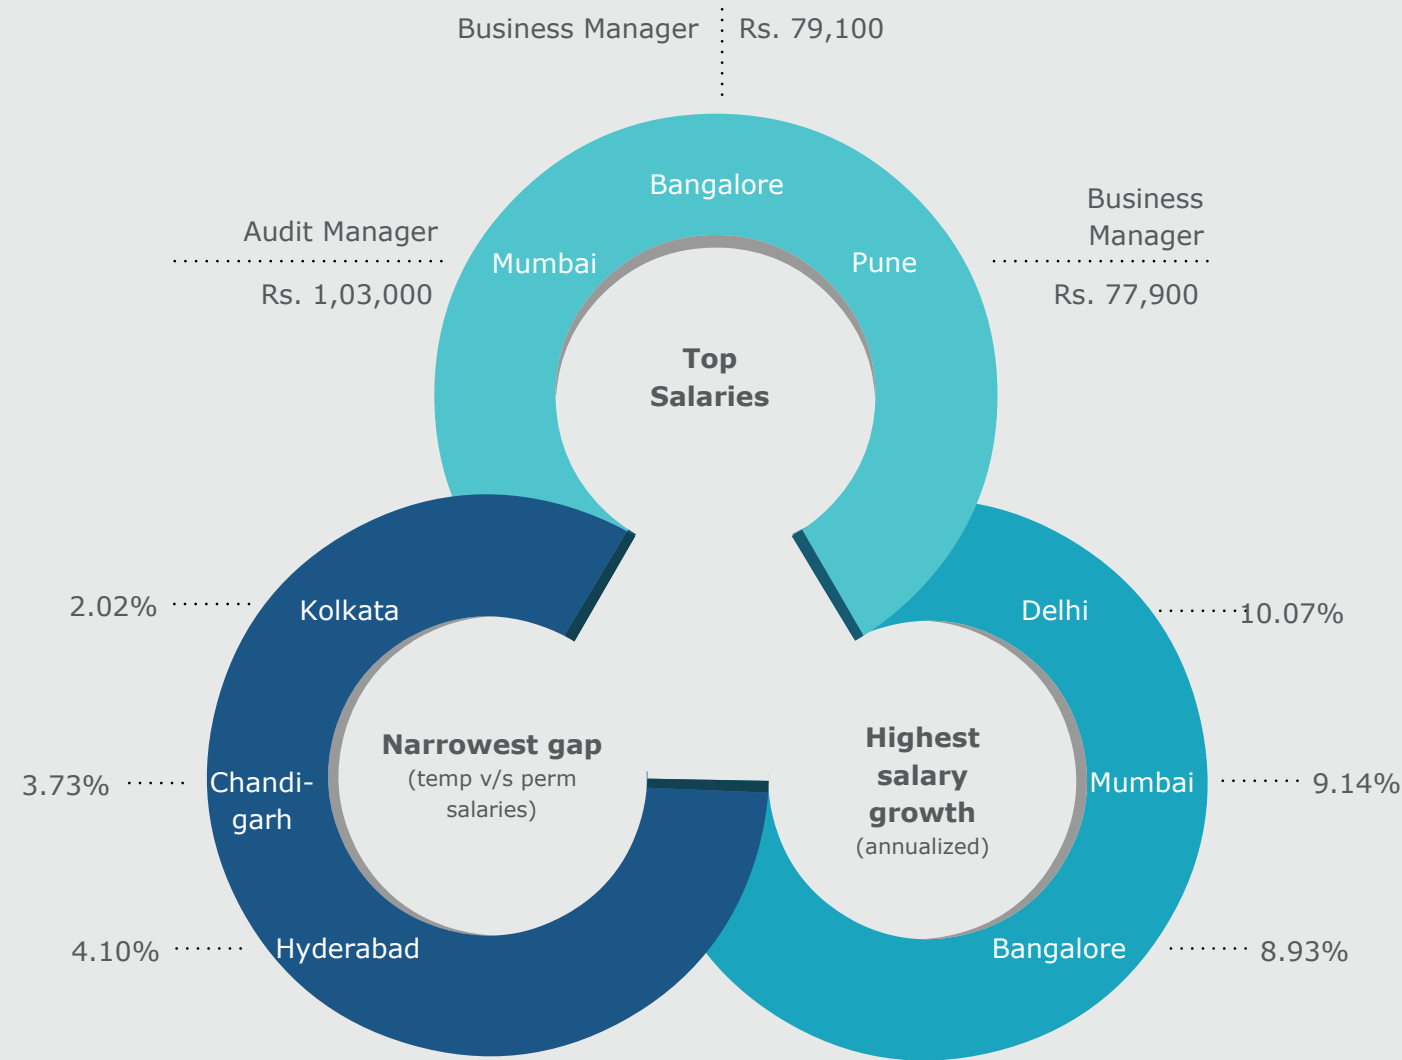 Business Manager
Rs. 79,100
Bangalore
Audit Manager
Rs. 1,03,000
Mumbai
Pune
Business
Manager
Rs. 77,900
Top
Salaries
2.02%
Kolkata
3.73%
Chandi-
garh
4.10%
Hyderabad
Narrowest gap
(temp v/s perm
salaries)
Highest
salary
growth
(annualized)
Delhi
10.07%
Mumbai
9.14%
Bangalore
8.93%